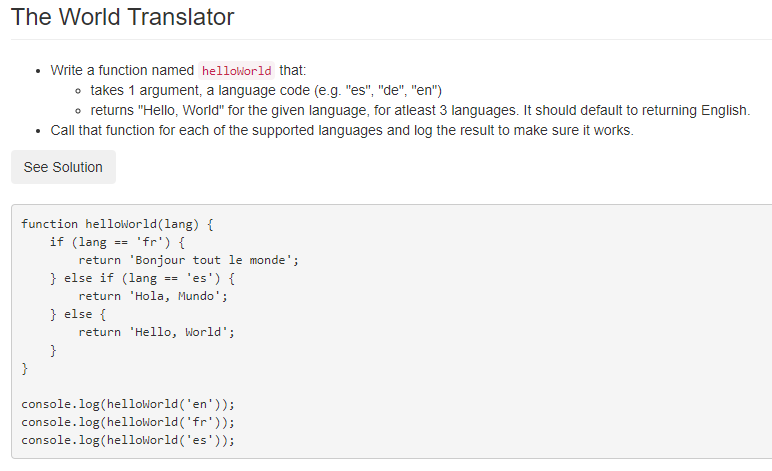 The World Translator
• Write a function named helloWorld that:
◦ takes 1 argument, a language code (e.g. "es", "de", "en")
◦ returns "Hello, World" for the given language, for atleast 3 languages. It should default to returning English.
• Call that function for each of the supported languages and log the result to make sure it works.
See Solution
function helloWorld(lang) {
    if (lang == 'fr') {
        return 'Bonjour tout le monde';
    } else if (lang == 'es') {
        return 'Hola, Mundo';
    } else {
        return 'Hello, World';
    }
}
console.log(helloWorld('en'));
console.log(helloWorld('fr'));
console.log(helloWorld('es'));